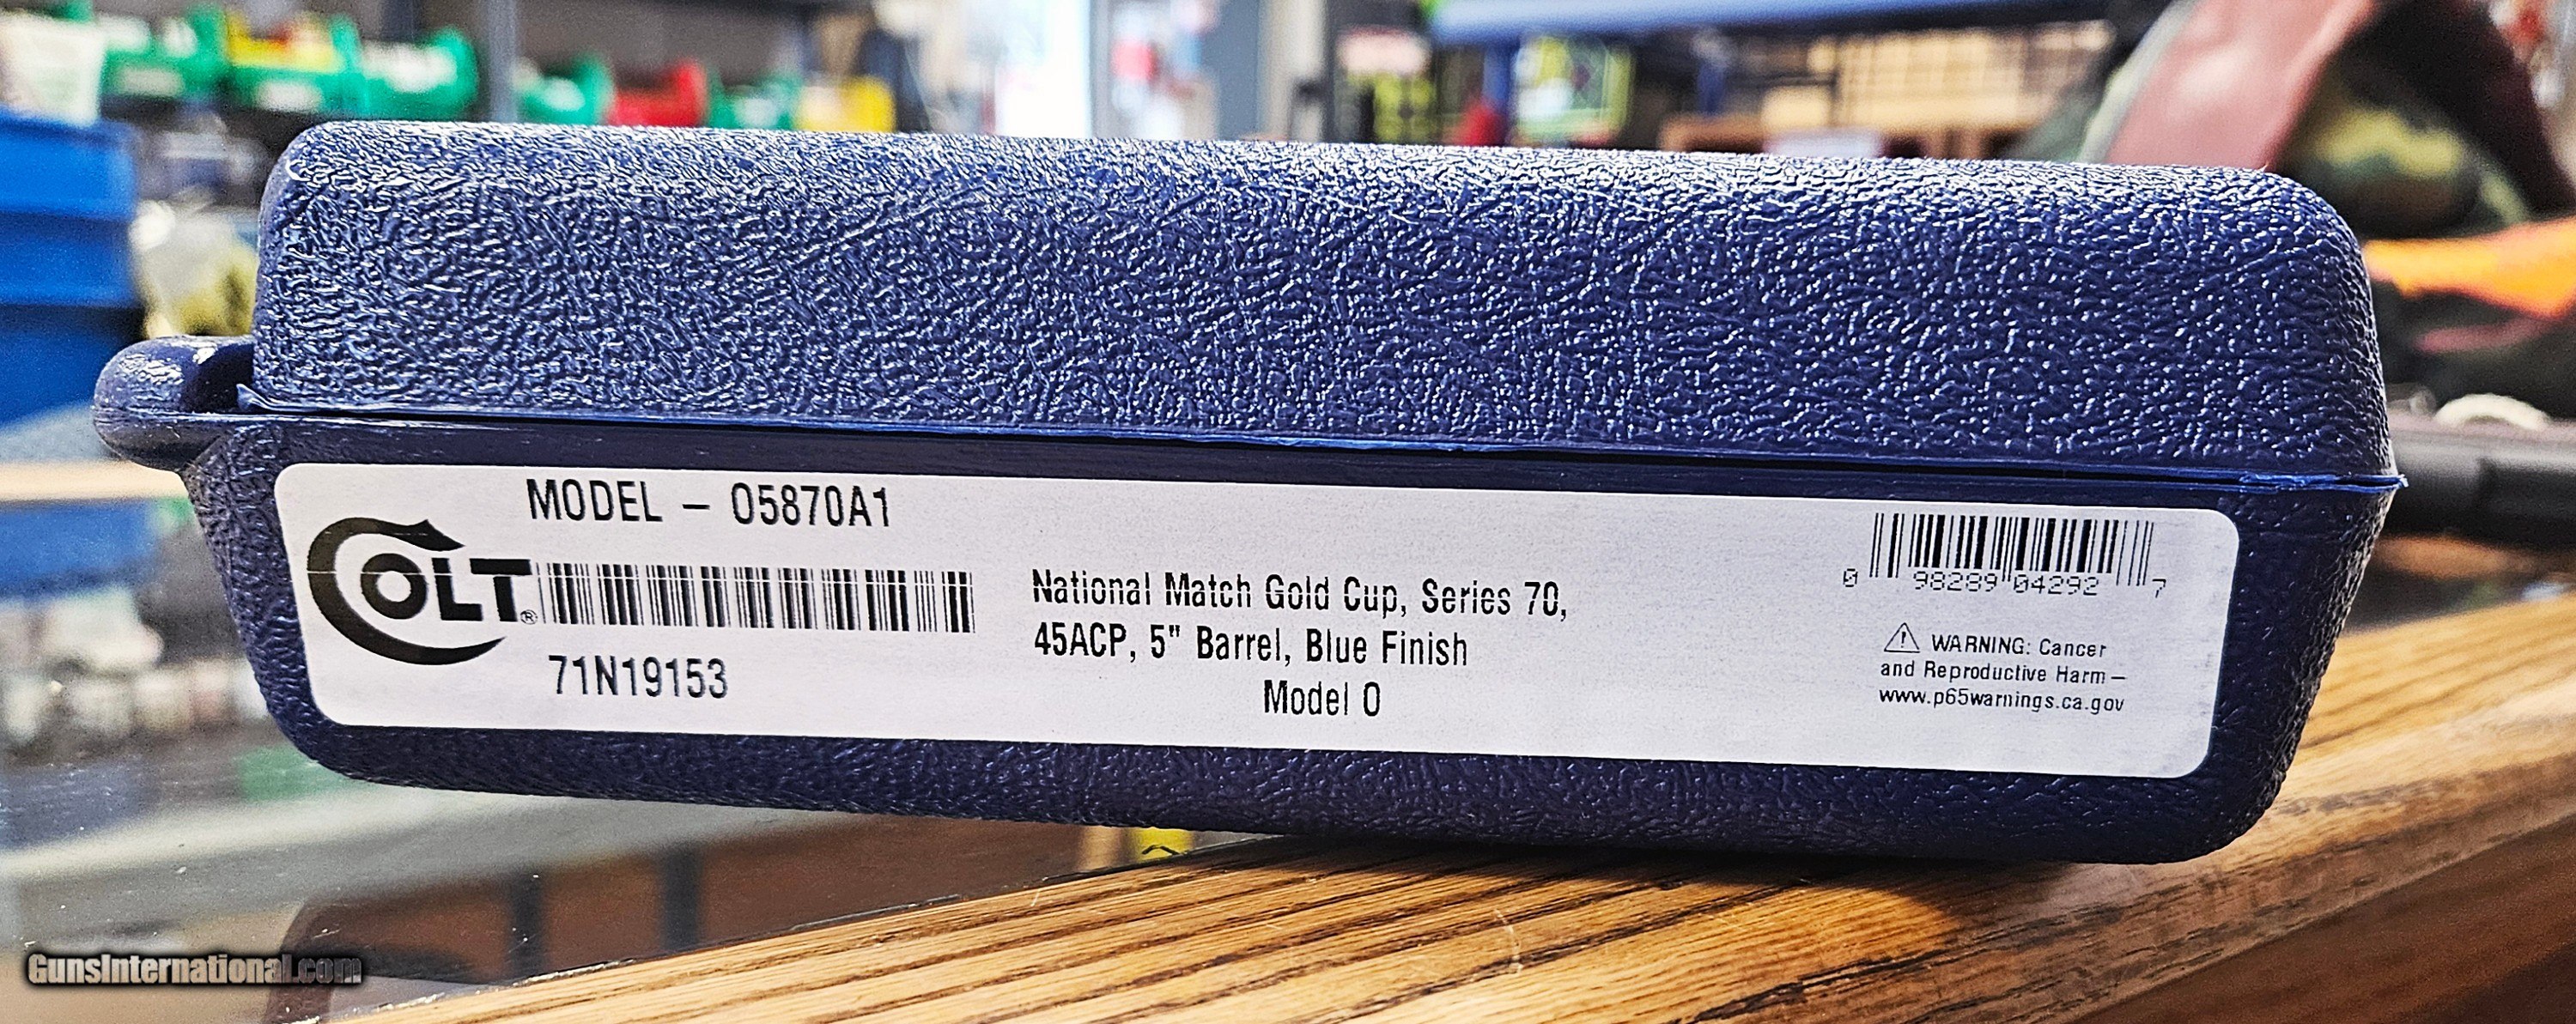 MODEL - O5870A1
COLT®
71N19153
National Match Gold Cup, Series 70,
45ACP, 5" Barrel, Blue Finish
Model O
0 98289 04292 7
⚠ WARNING: Cancer
and Reproductive Harm –
www.p65warnings.ca.gov
GunsInternational.com